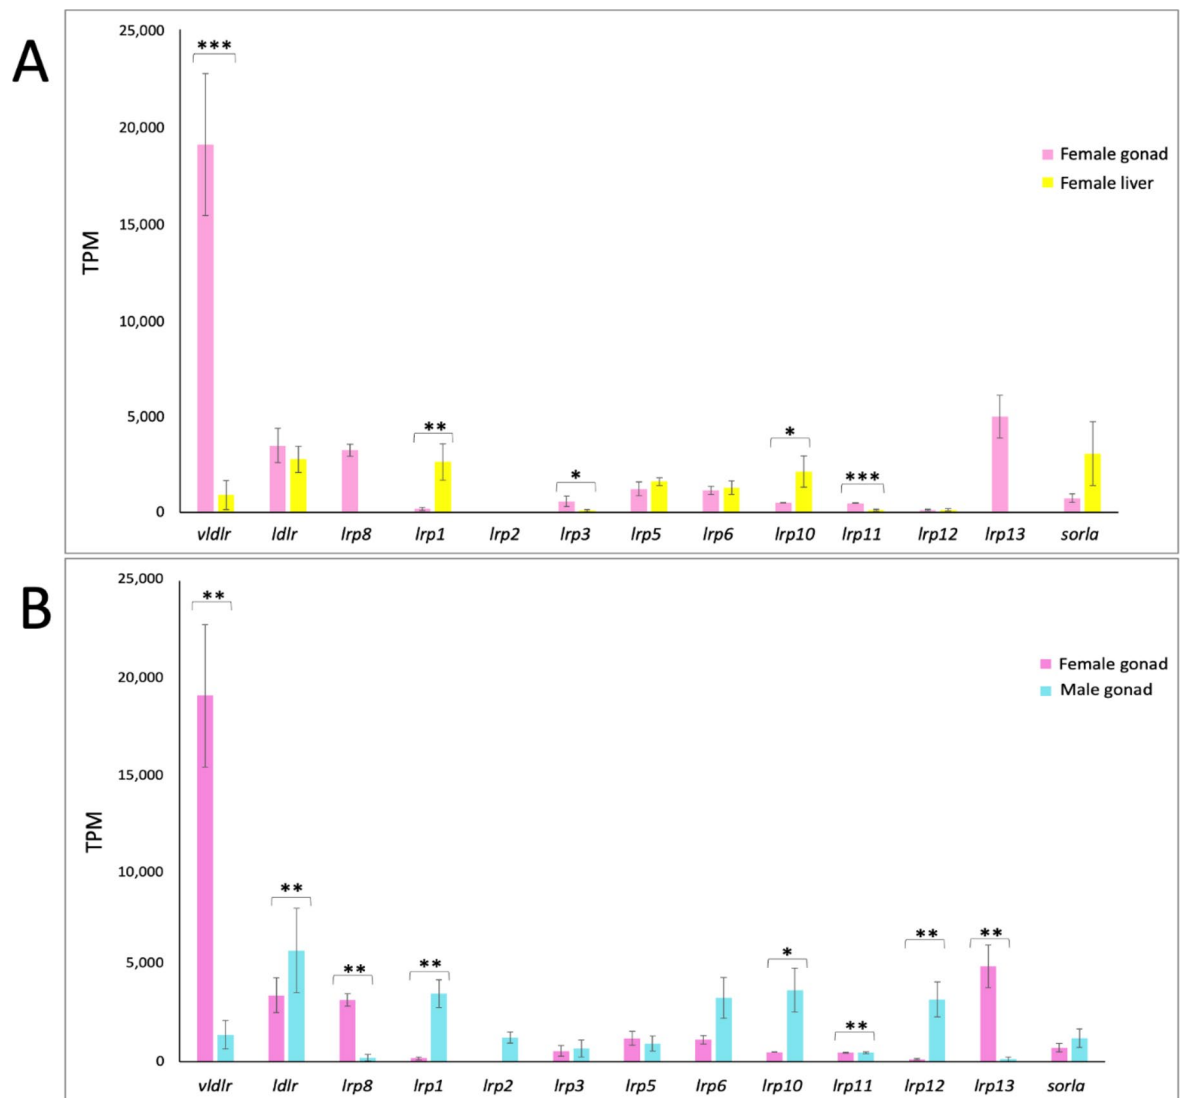 A
25,000
20,000
15,000
10,000
5,000
0
TPM
***
**
*
*
***
Female gonad
Female liver
vldlr ldlr lrp8 lrp1 lrp2 lrp3 lrp5 lrp6 lrp10 lrp11 lrp12 lrp13 sorla
B
25,000
20,000
15,000
10,000
5,000
0
TPM
**
**
**
**
*
**
**
**
Female gonad
Male gonad
vldlr ldlr lrp8 lrp1 lrp2 lrp3 lrp5 lrp6 lrp10 lrp11 lrp12 lrp13 sorla